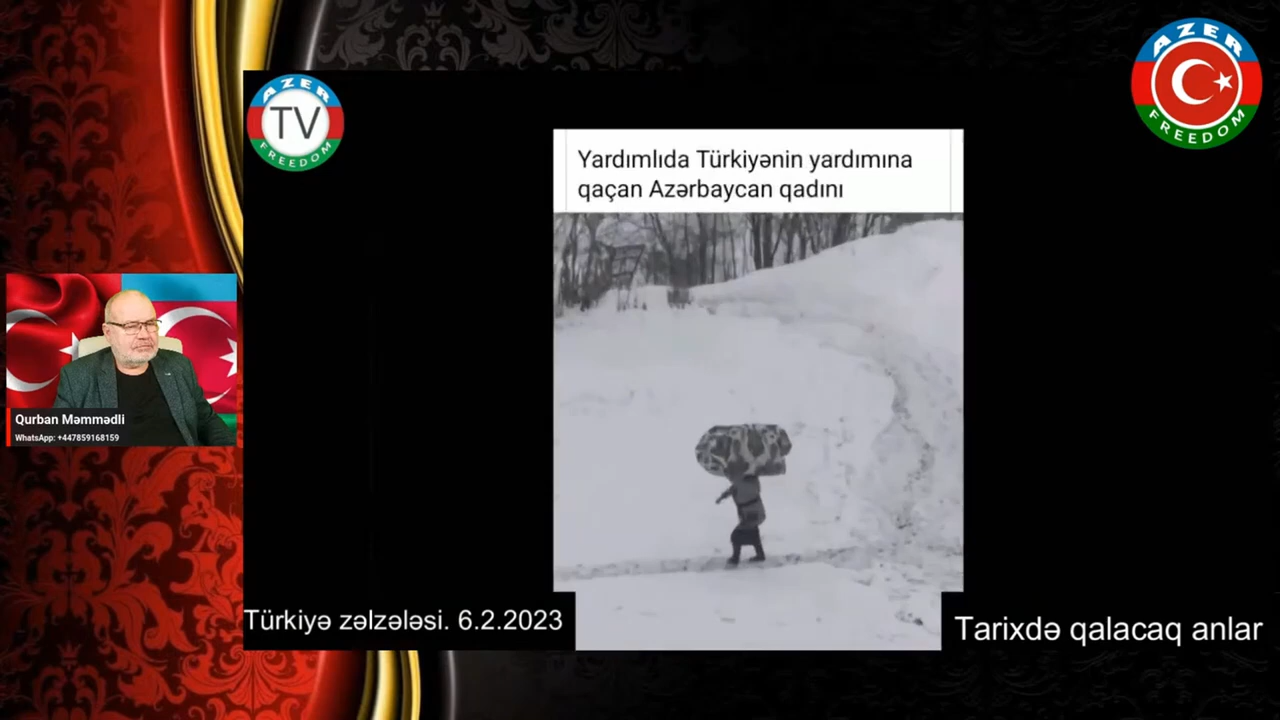 AZER
TV
FREEDOM
AZER
FREEDOM
Yardımlıda Türkiyənin yardımına
qaçan Azərbaycan qadını
Qurban Məmmədli
WhatsApp: +447859168159
Türkiyə zəlzələsi. 6.2.2023
Tarixdə qalacaq anlar